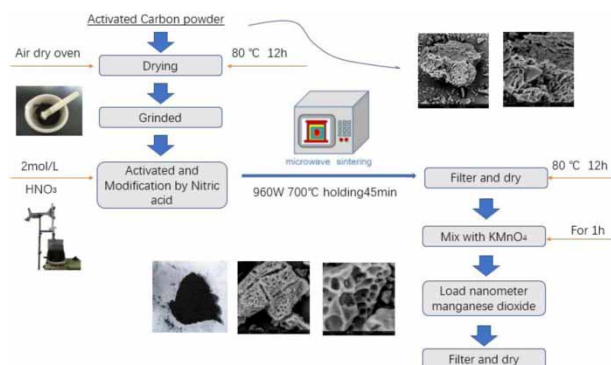 Activated Carbon powder
Air dry oven
80 ℃ 12h
Drying
Grinded
2mol/L
HNO₃
Activated and
Modification by Nitric
acid
microwave sintering
960W 700℃ holding45min
80 ℃ 12h
Filter and dry
For 1h
Mix with KMnO₄
Load nanometer
manganese dioxide
Filter and dry